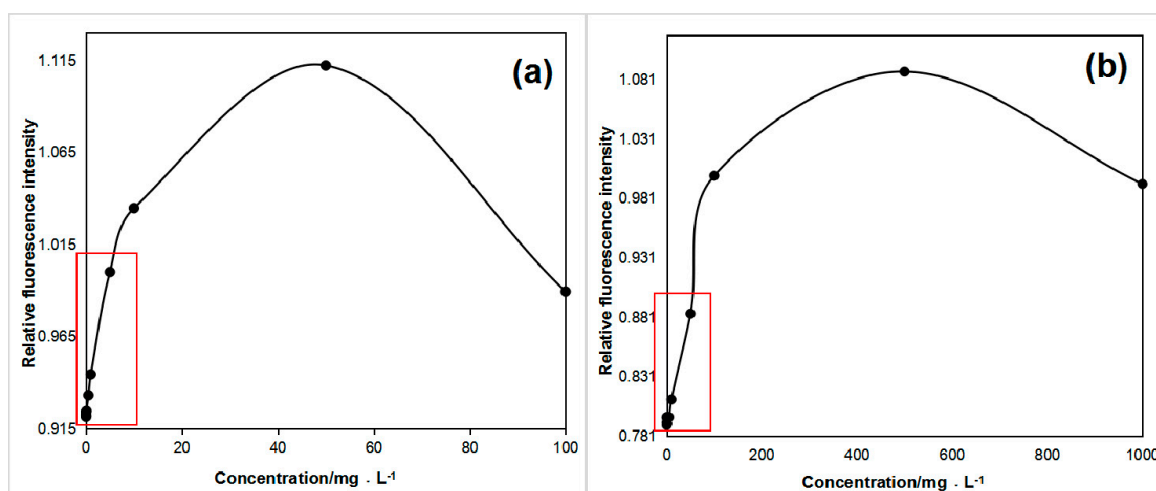 (a)
Relative fluorescence intensity
1.115
1.065
1.015
0.965
0.915
0 20 40 60 80 100
Concentration/mg . L-1
(b)
Relative fluorescence intensity
1.081
1.031
0.981
0.931
0.881
0.831
0.781
0 200 400 600 800 1000
Concentration/mg . L-1